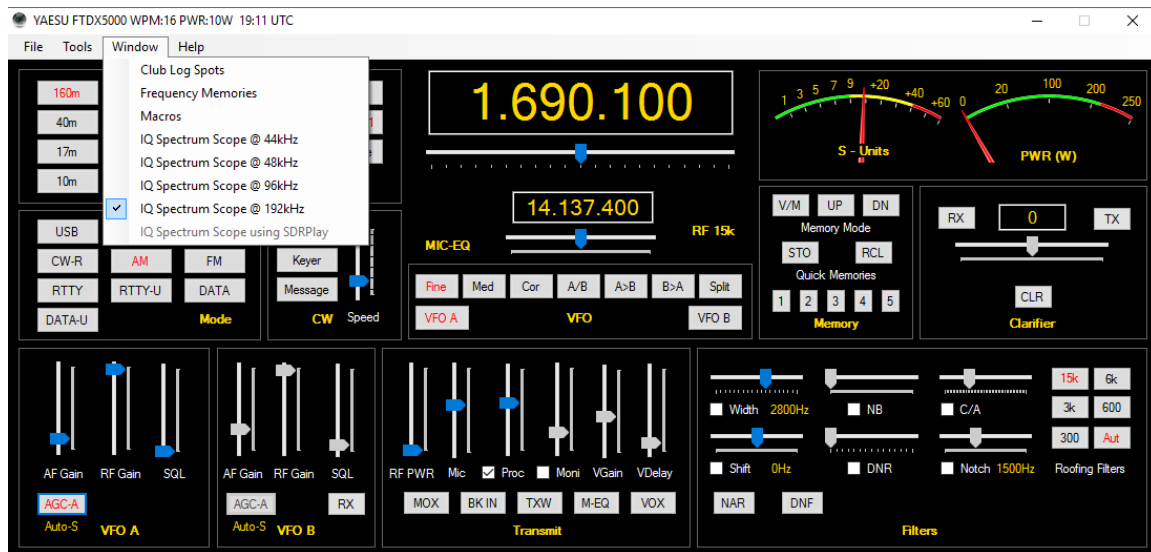 YAESU FTDX5000 WPM:16 PWR:10W 19:11 UTC
File Tools Window Help
Club Log Spots
Frequency Memories
Macros
IQ Spectrum Scope @ 44kHz
IQ Spectrum Scope @ 48kHz
IQ Spectrum Scope @ 96kHz
IQ Spectrum Scope @ 192kHz
IQ Spectrum Scope using SDRPlay
160m
40m
17m
10m
USB
CW-R AM FM
RTTY RTTY-U DATA
DATA-U Mode
Keyer
Message
CW Speed
1.690.100
14.137.400
MIC-EQ RF 15k
Fine Med Cor A/B A>B B>A Split
VFO A VFO VFO B
1 3 5 7 9 +20 +40 +60
S - Units
0 20 100 200 250
PWR (W)
V/M UP DN
Memory Mode
STO RCL
Quick Memories
1 2 3 4 5
Memory
RX 0 TX
CLR
Clarifier
AF Gain RF Gain SQL
AGC-A
Auto-S VFO A
AF Gain RF Gain SQL
AGC-A RX
Auto-S VFO B
RF PWR Mic Proc Moni VGain VDelay
MOX BK IN TXW M-EQ VOX
Transmit
Width 2800Hz NB C/A
Shift 0Hz DNR Notch 1500Hz
NAR DNF
15k 6k
3k 600
300 Aut
Roofing Filters
Filters